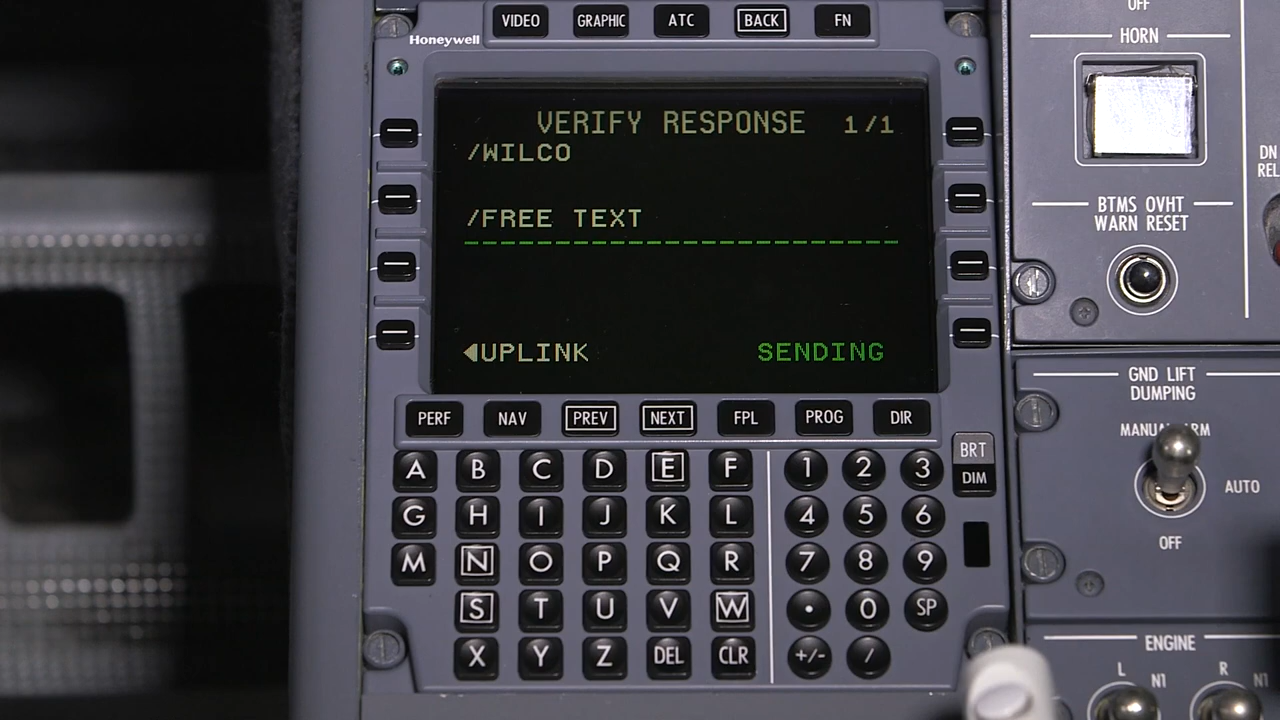 OFF
VIDEO GRAPHIC ATC BACK FN
Honeywell
HORN
VERIFY RESPONSE 1/1
/WILCO
/FREE TEXT
◀UPLINK SENDING
BTMS OVHT
WARN RESET
DN
REL
PERF NAV PREV NEXT FPL PROG DIR
BRT
DIM
A B C D E F 1 2 3
G H I J K L 4 5 6
M N O P Q R 7 8 9
S T U V W • 0 SP
X Y Z DEL CLR +/- /
GND LIFT
DUMPING
MANUAL ARM
AUTO
OFF
ENGINE
L N1 R N1